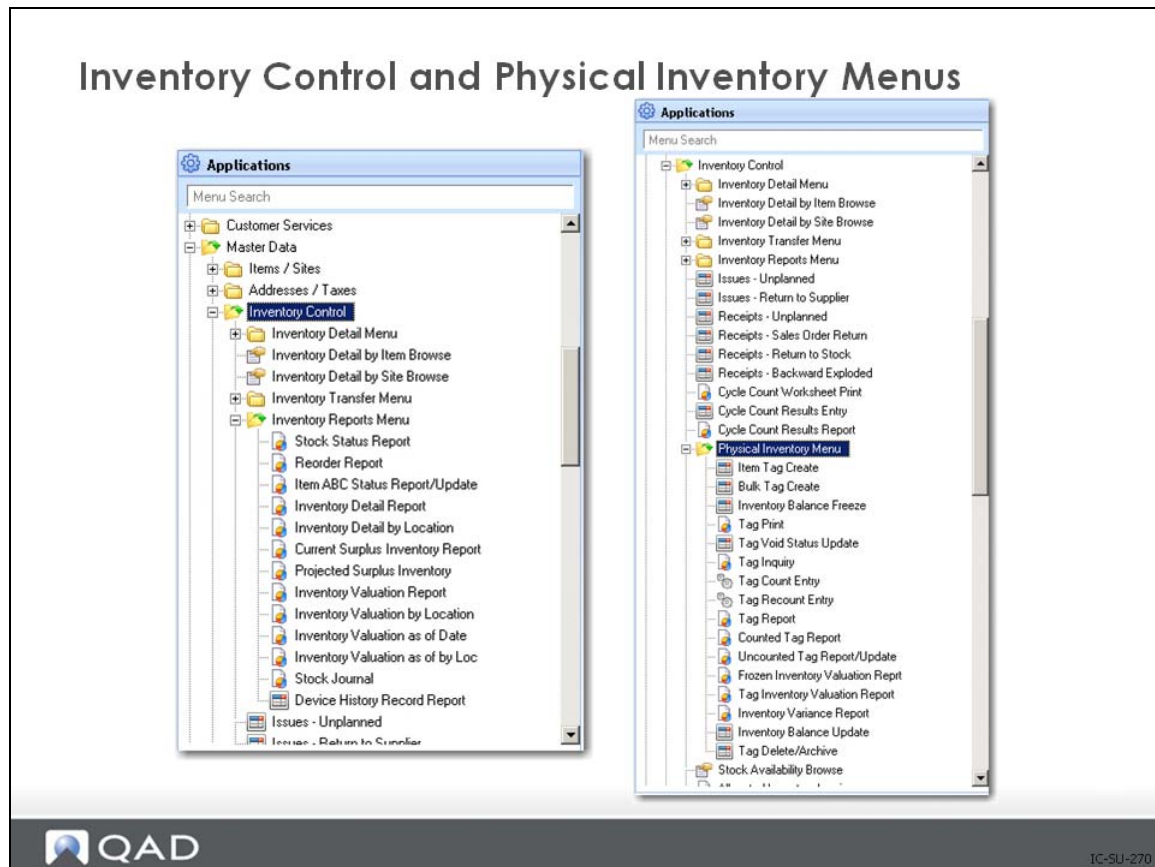 Inventory Control and Physical Inventory Menus
Applications
Menu Search
Customer Services
Master Data
Items / Sites
Addresses / Taxes
Inventory Control
Inventory Detail Menu
Inventory Detail by Item Browse
Inventory Detail by Site Browse
Inventory Transfer Menu
Inventory Reports Menu
Stock Status Report
Reorder Report
Item ABC Status Report/Update
Inventory Detail Report
Inventory Detail by Location
Current Surplus Inventory Report
Projected Surplus Inventory
Inventory Valuation Report
Inventory Valuation by Location
Inventory Valuation as of Date
Inventory Valuation as of by Loc
Stock Journal
Device History Record Report
Issues - Unplanned
Issues - Return to Supplier
Applications
Menu Search
Inventory Control
Inventory Detail Menu
Inventory Detail by Item Browse
Inventory Detail by Site Browse
Inventory Transfer Menu
Inventory Reports Menu
Issues - Unplanned
Issues - Return to Supplier
Receipts - Unplanned
Receipts - Sales Order Return
Receipts - Return to Stock
Receipts - Backward Exploded
Cycle Count Worksheet Print
Cycle Count Results Entry
Cycle Count Results Report
Physical Inventory Menu
Item Tag Create
Bulk Tag Create
Inventory Balance Freeze
Tag Print
Tag Void Status Update
Tag Inquiry
Tag Count Entry
Tag Recount Entry
Tag Report
Counted Tag Report
Uncounted Tag Report/Update
Frozen Inventory Valuation Reprt
Tag Inventory Valuation Report
Inventory Variance Report
Inventory Balance Update
Tag Delete/Archive
Stock Availability Browse
QAD
IC-SU-270